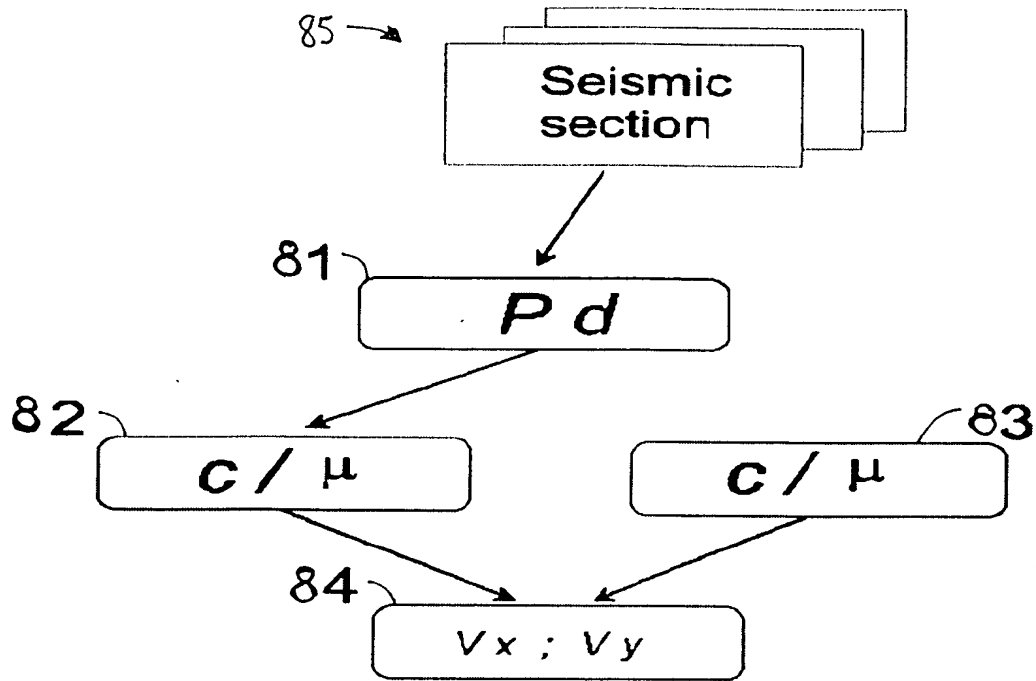 85
Seismic
section
81
P d
82
83
c / μ
c / μ
84
Vx ; Vy